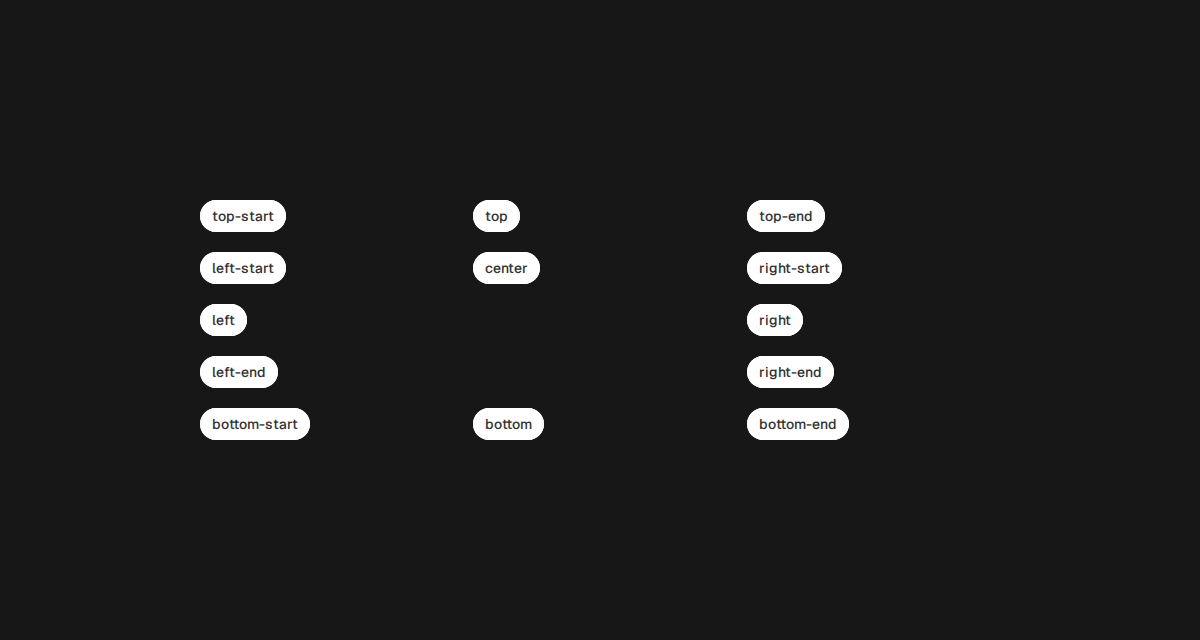 top-start
top
top-end
left-start
center
right-start
left
right
left-end
right-end
bottom-start
bottom
bottom-end